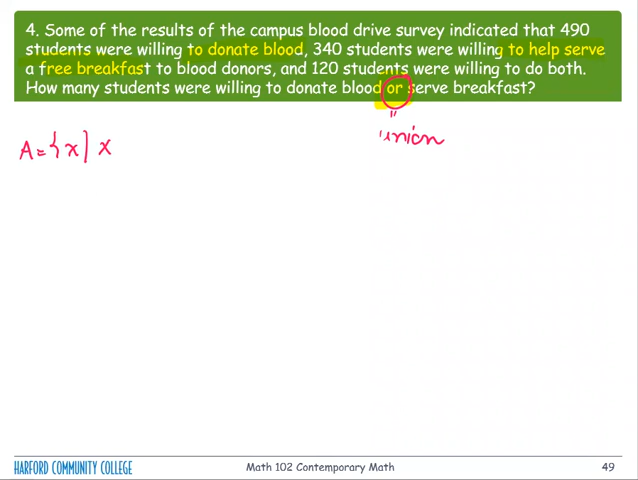 4. Some of the results of the campus blood drive survey indicated that 490
students were willing to donate blood, 340 students were willing to help serve
a free breakfast to blood donors, and 120 students were willing to do both.
How many students were willing to donate blood or serve breakfast?
"
union
A = { x | x
HARFORD COMMUNITY COLLEGE
Math 102 Contemporary Math
49